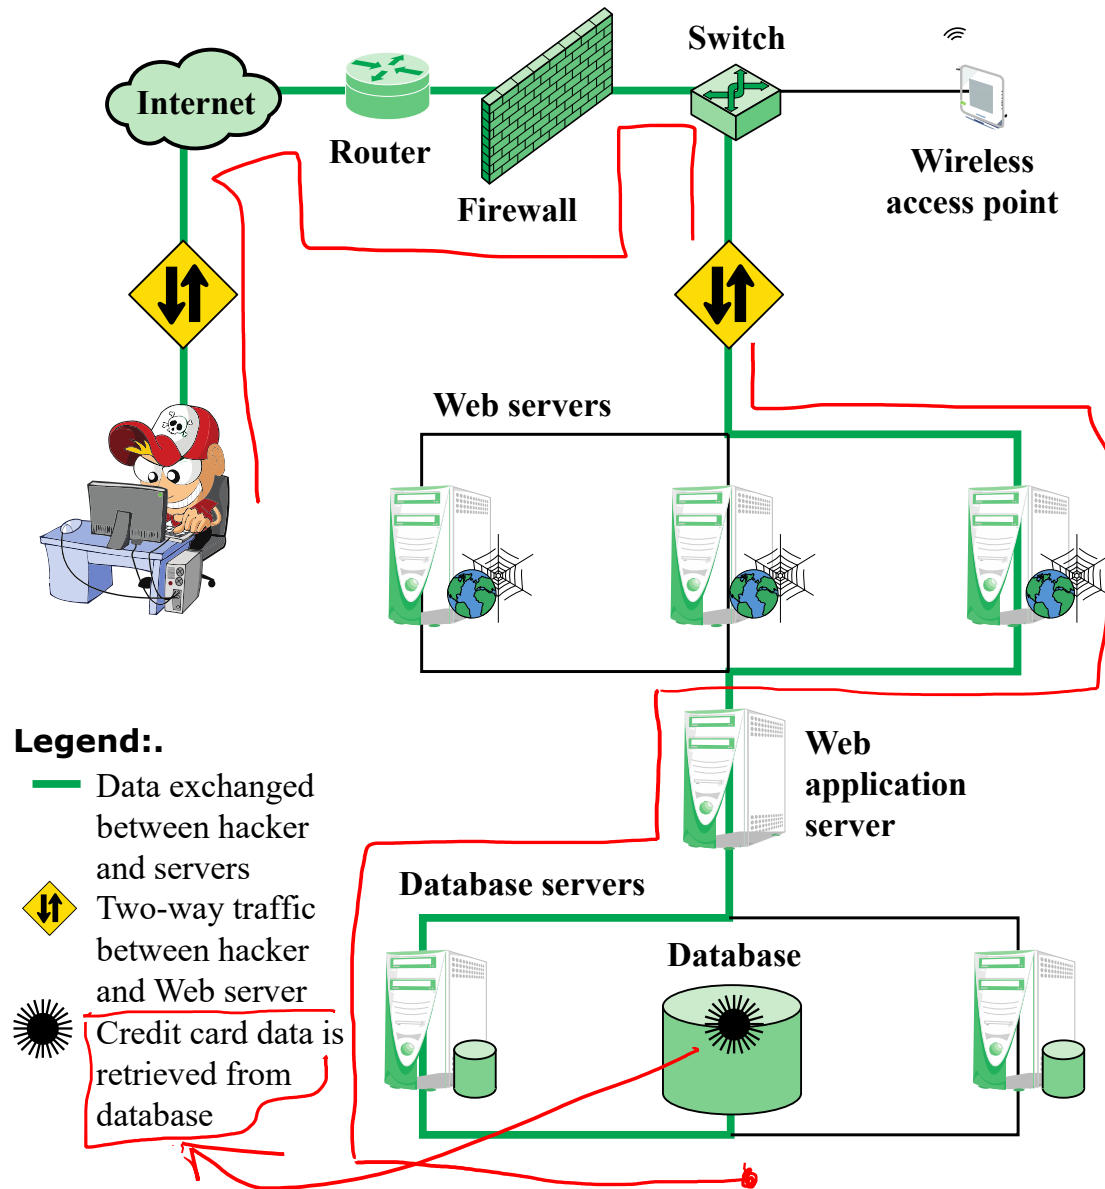 Switch
Internet
Router
Wireless
access point
Firewall
Web servers
Legend:.
Data exchanged
between hacker
and servers
Two-way traffic
between hacker
and Web server
Credit card data is
retrieved from
database
Web
application
server
Database servers
Database